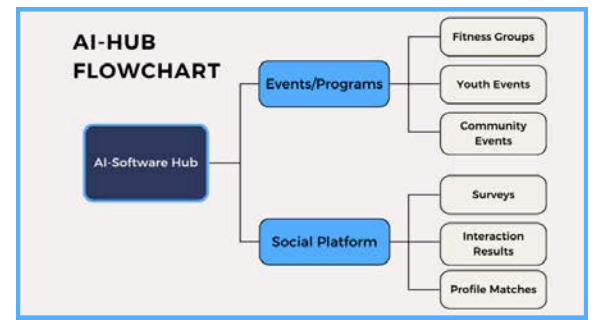 AI-HUB
FLOWCHART
AI-Software Hub
Events/Programs
Fitness Groups
Youth Events
Community
Events
Social Platform
Surveys
Interaction
Results
Profile Matches